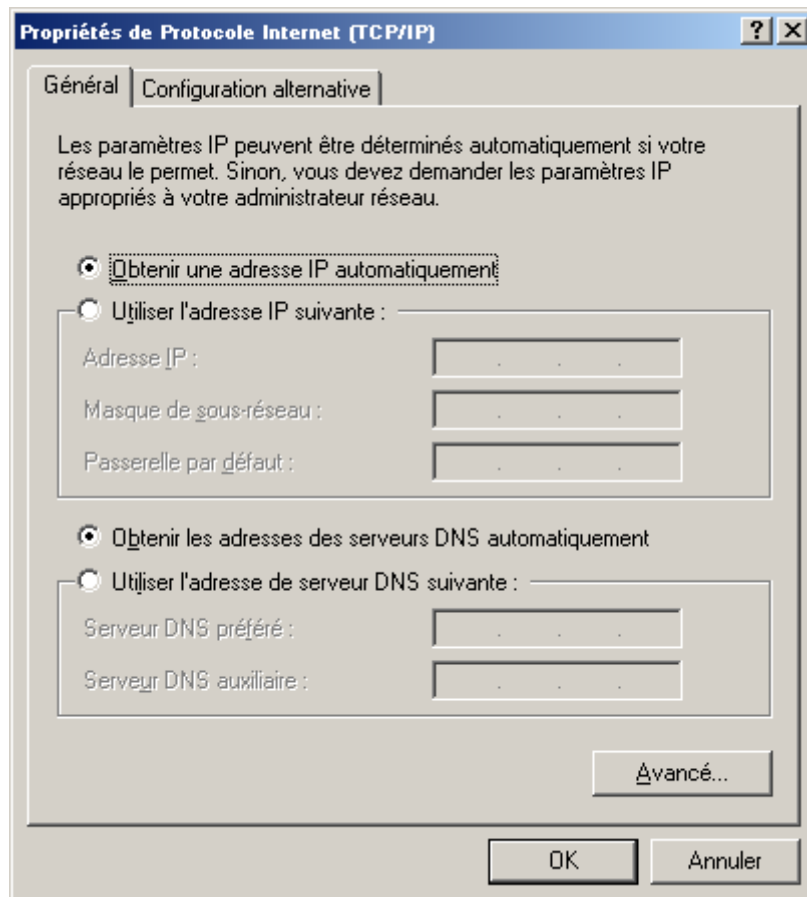 Propriétés de Protocole Internet (TCP/IP)
Général
Configuration alternative
Les paramètres IP peuvent être déterminés automatiquement si votre
réseau le permet. Sinon, vous devez demander les paramètres IP
appropriés à votre administrateur réseau.
Obtenir une adresse IP automatiquement
Utiliser l'adresse IP suivante :
Adresse IP :
Masque de sous-réseau :
Passerelle par défaut :
Obtenir les adresses des serveurs DNS automatiquement
Utiliser l'adresse de serveur DNS suivante :
Serveur DNS préféré :
Serveur DNS auxiliaire :
Avancé...
OK
Annuler